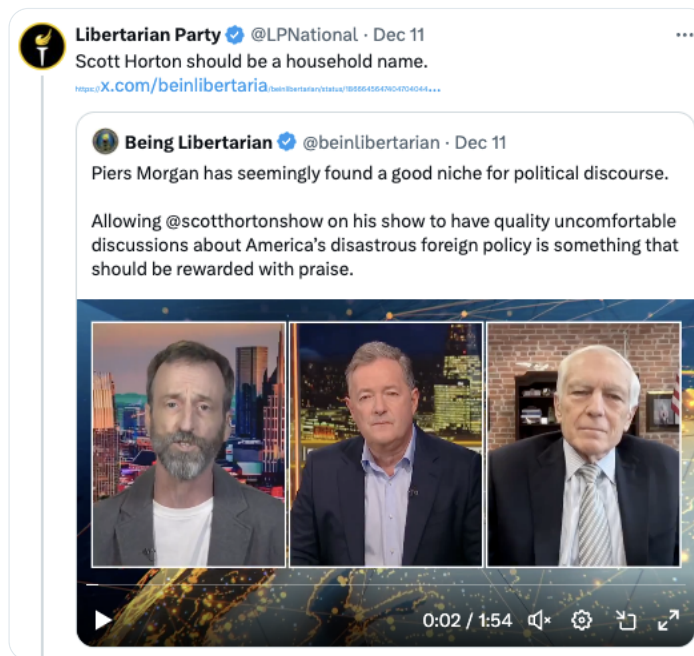 Libertarian Party @LPNational · Dec 11
Scott Horton should be a household name.
x.com/beinlibertaria
Being Libertarian @beinlibertarian · Dec 11
Piers Morgan has seemingly found a good niche for political discourse.
Allowing @scotthortonshow on his show to have quality uncomfortable
discussions about America's disastrous foreign policy is something that
should be rewarded with praise.
0:02 / 1:54